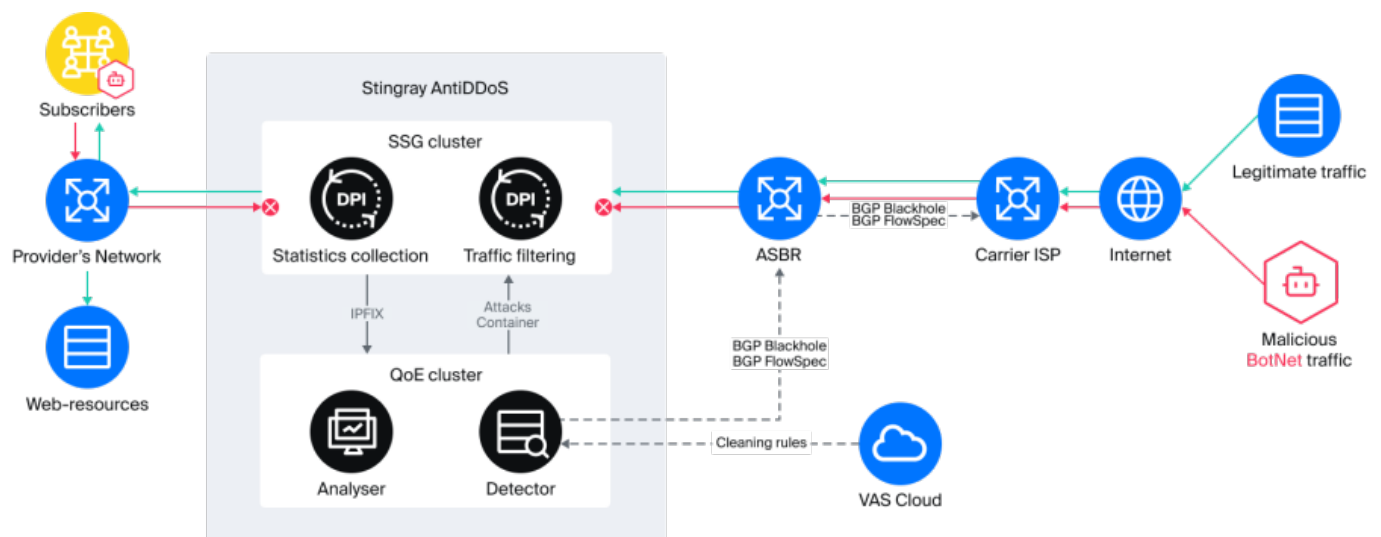 Subscribers
Provider's Network
Web-resources
Stingray AntiDDoS
SSG cluster
DPI
Statistics collection
DPI
Traffic filtering
IPFIX
Attacks
Container
QoE cluster
Analyser
Detector
ASBR
BGP Blackhole
BGP FlowSpec
BGP Blackhole
BGP FlowSpec
Cleaning rules
VAS Cloud
Carrier ISP
Internet
Legitimate traffic
Malicious
BotNet traffic